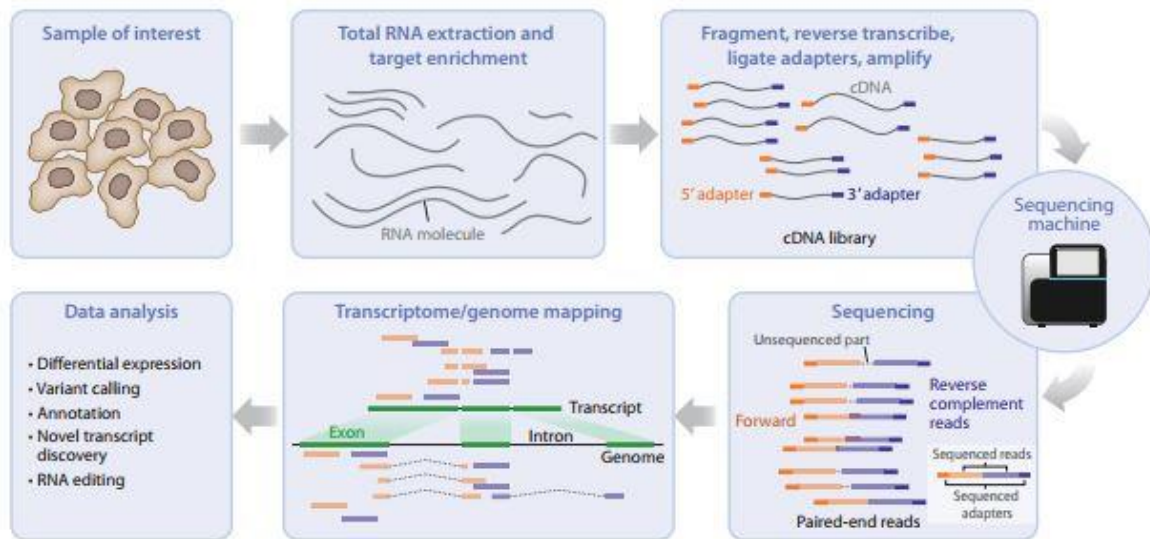 Sample of interest
Total RNA extraction and
target enrichment
RNA molecule
Fragment, reverse transcribe,
ligate adapters, amplify
cDNA
5' adapter
3' adapter
cDNA library
Sequencing
machine
Sequencing
Unsequenced part
Forward
Reverse
complement
reads
Sequenced reads
Sequenced
adapters
Paired-end reads
Transcriptome/genome mapping
Transcript
Exon
Intron
Genome
Data analysis
• Differential expression
• Variant calling
• Annotation
• Novel transcript
discovery
• RNA editing